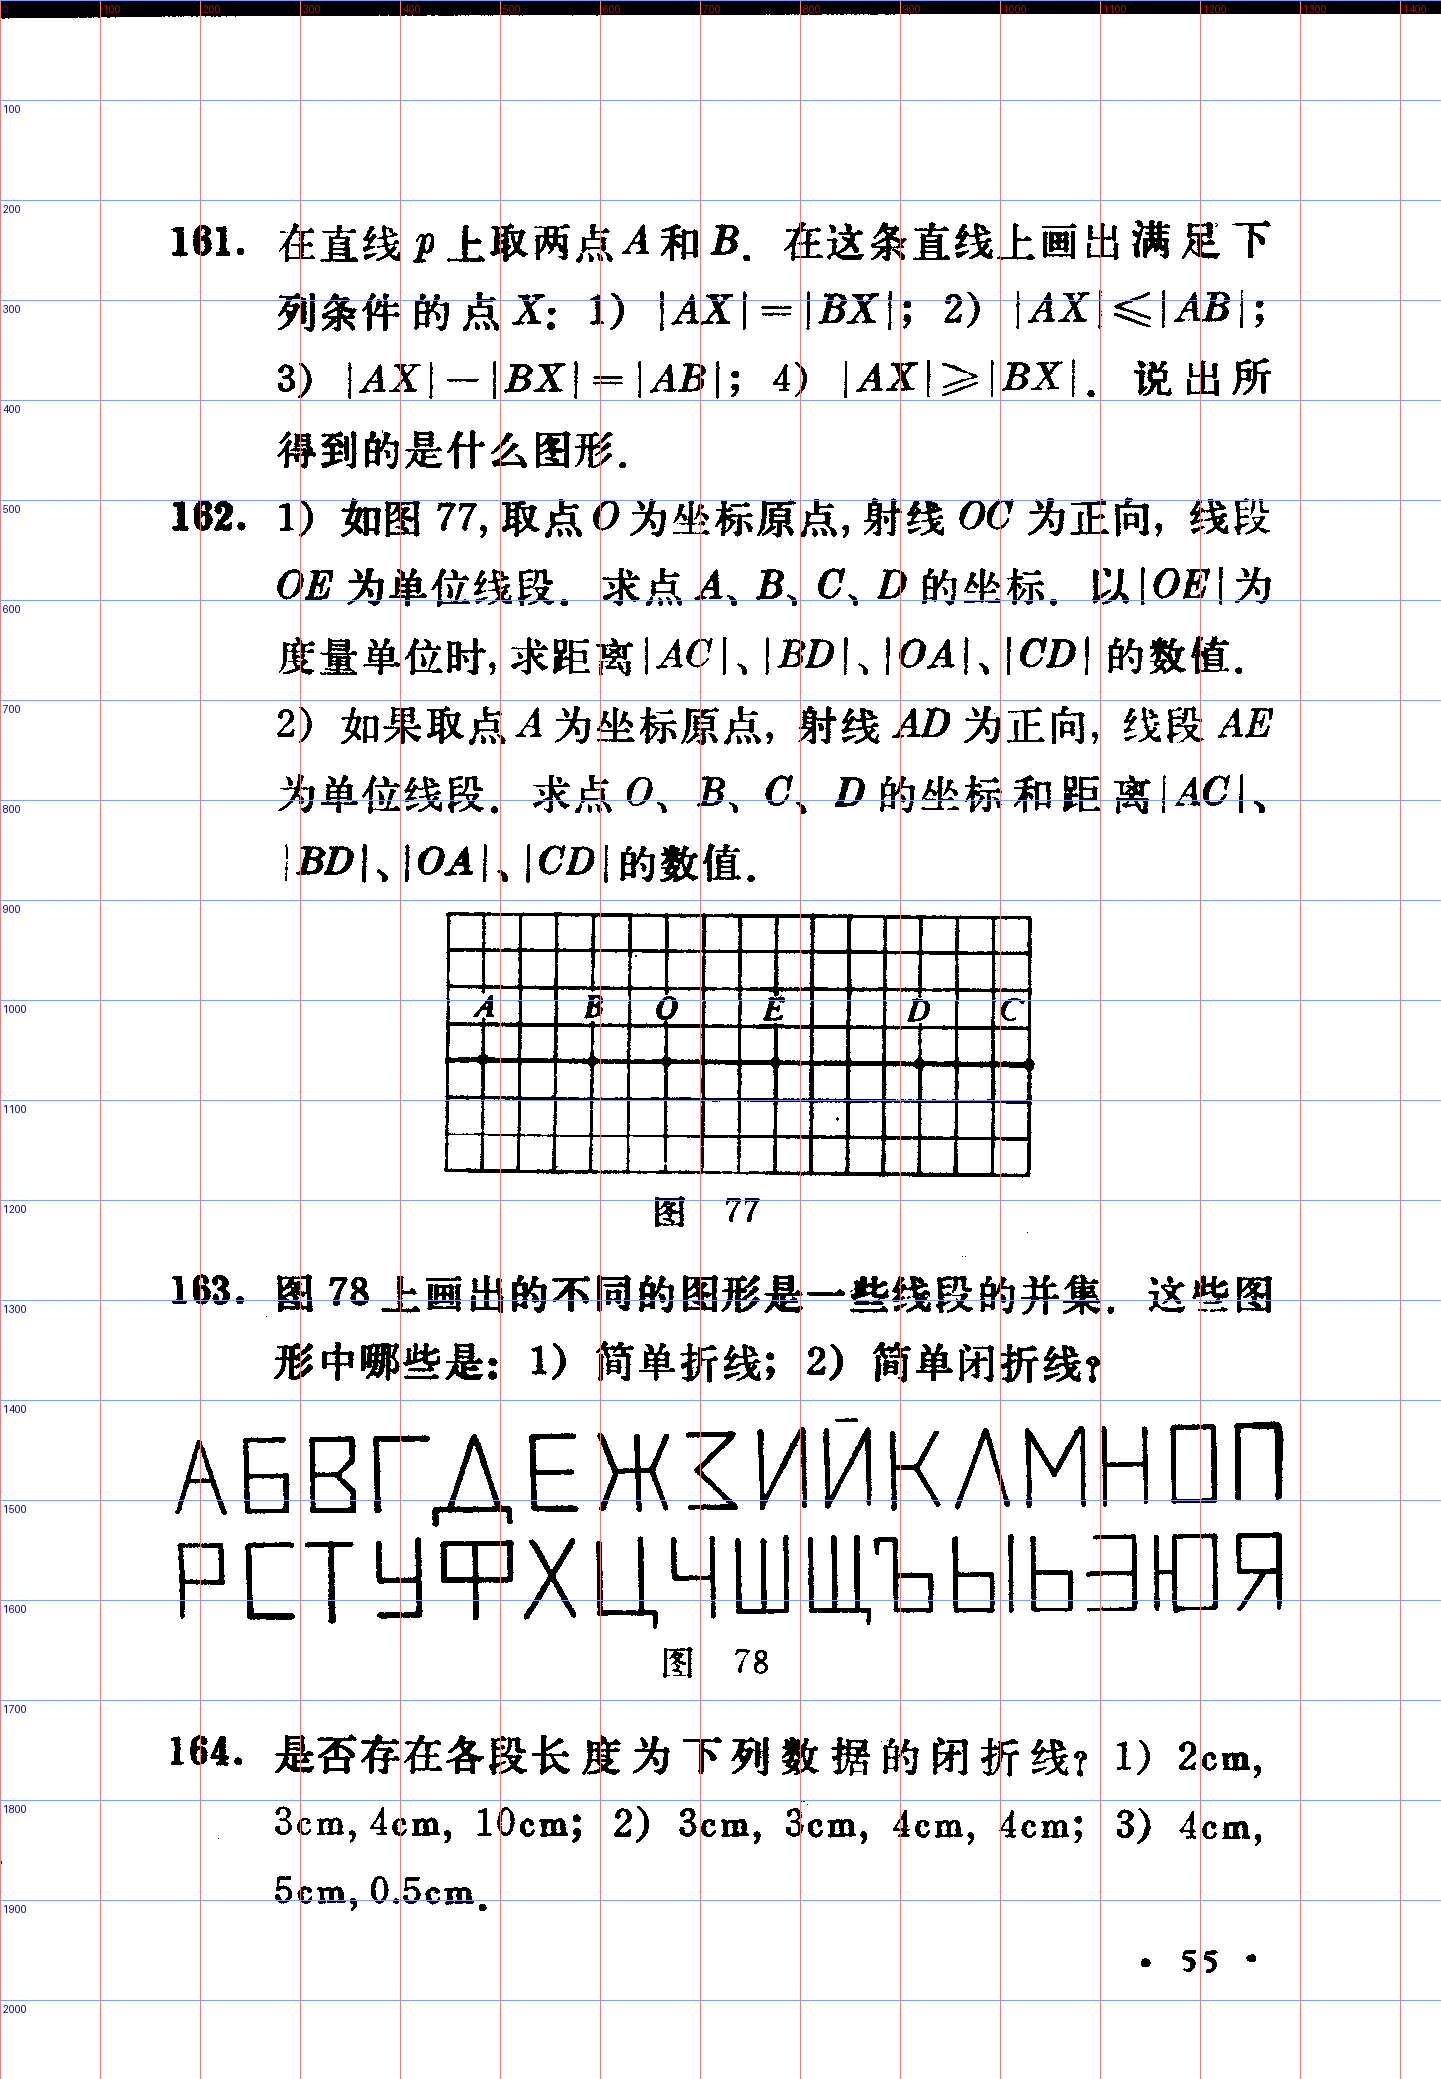 161. 在直线 p 上取两点 A 和 B. 在这条直线上画出满足下
列条件的点 X: 1) |AX|=|BX|; 2) |AX|≤|AB|;
3) |AX|-|BX|=|AB|; 4) |AX|≥|BX|. 说出所
得到的是什么图形.
162. 1) 如图 77, 取点 O 为坐标原点, 射线 OC 为正向, 线段
OE 为单位线段. 求点 A、B、C、D 的坐标. 以|OE|为
度量单位时, 求距离|AC|、|BD|、|OA|、|CD| 的数值.
2) 如果取点 A 为坐标原点, 射线 AD 为正向, 线段 AE
为单位线段. 求点 O、B、C、D 的坐标和距离|AC|、
|BD|、|OA|、|CD|的数值.
A B O E D C
图 77
163. 图 78 上画出的不同的图形是一些线段的并集. 这些图
形中哪些是: 1) 简单折线; 2) 简单闭折线?
АБВГДЕЖЗИЙКЛМНОП
РСТУФХЦЧШЩЪЫЬЭЮЯ
图 78
164. 是否存在各段长度为下列数据的闭折线? 1) 2cm,
3cm, 4cm, 10cm; 2) 3cm, 3cm, 4cm, 4cm; 3) 4cm,
5cm, 0.5cm.
• 55 •